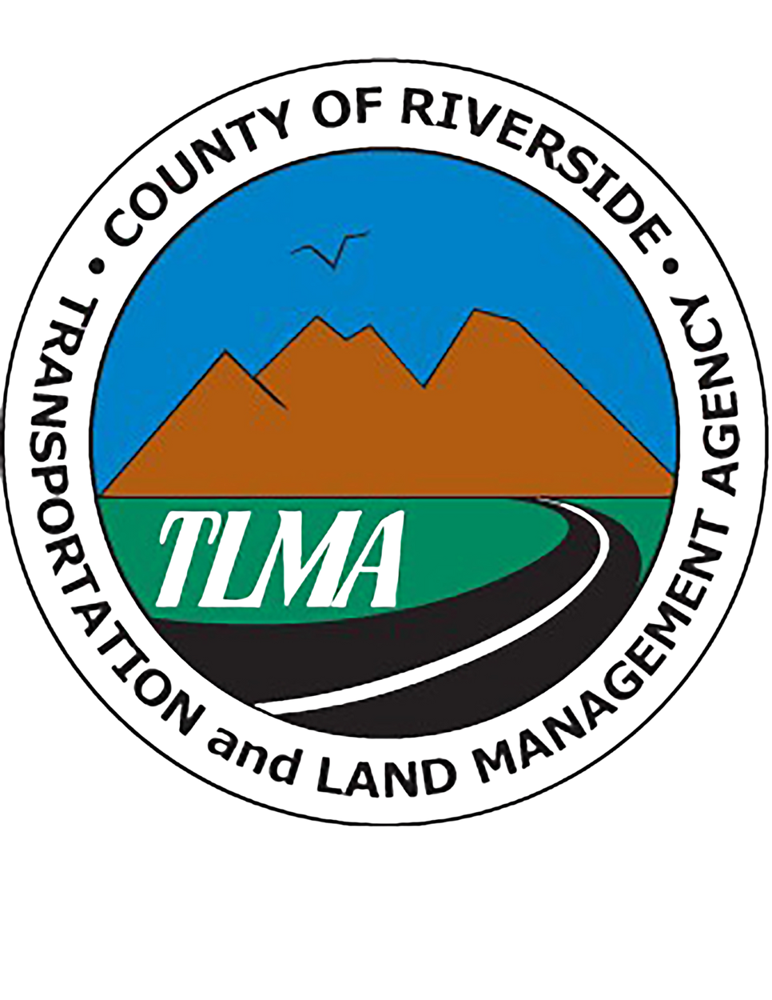 • COUNTY OF RIVERSIDE •
TRANSPORTATION and LAND MANAGEMENT AGENCY
TLMA